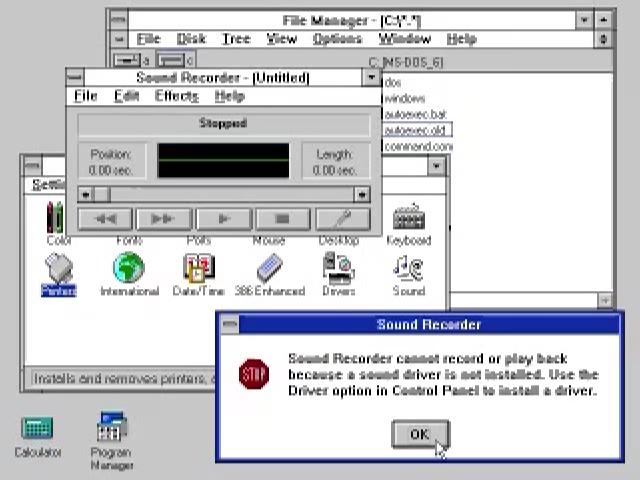 File Manager - [C:\*.*]
File Disk Tree View Options Window Help
a c
C: [MS-DOS_6]
dos
windows
autoexec.bat
autoexec.old
command.com
Sound Recorder - [Untitled]
File Edit Effects Help
Stopped
Position:
0.00 sec.
Length:
0.00 sec.
Color Fonts Ports Mouse Desktop Keyboard
Printers International Date/Time 386 Enhanced Drivers Sound
Installs and removes printers,
Sound Recorder
STOP
Sound Recorder cannot record or play back
because a sound driver is not installed. Use the
Driver option in Control Panel to install a driver.
OK
Calculator
Program
Manager